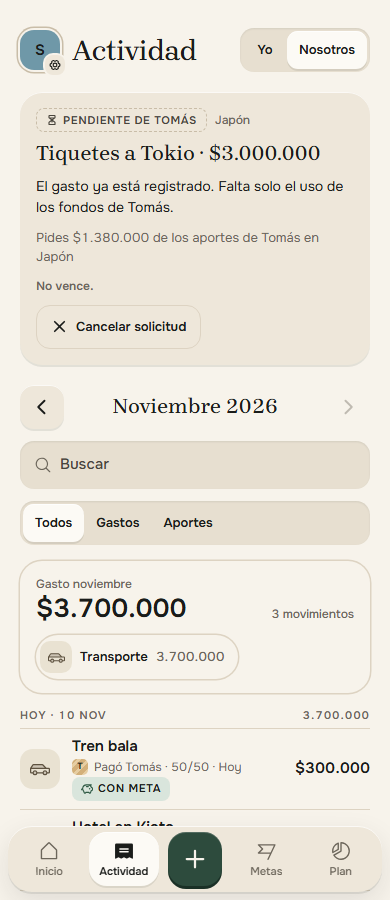 S
Actividad
Yo
Nosotros
PENDIENTE DE TOMÁS
Japón
Tiquetes a Tokio · $3.000.000
El gasto ya está registrado. Falta solo el uso de
los fondos de Tomás.
Pides $1.380.000 de los aportes de Tomás en
Japón
No vence.
Cancelar solicitud
Noviembre 2026
Buscar
Todos
Gastos
Aportes
Gasto noviembre
$3.700.000
3 movimientos
Transporte 3.700.000
HOY · 10 NOV
3.700.000
Tren bala
T Pagó Tomás · 50/50 · Hoy
$300.000
CON META
Inicio
Actividad
Metas
Plan